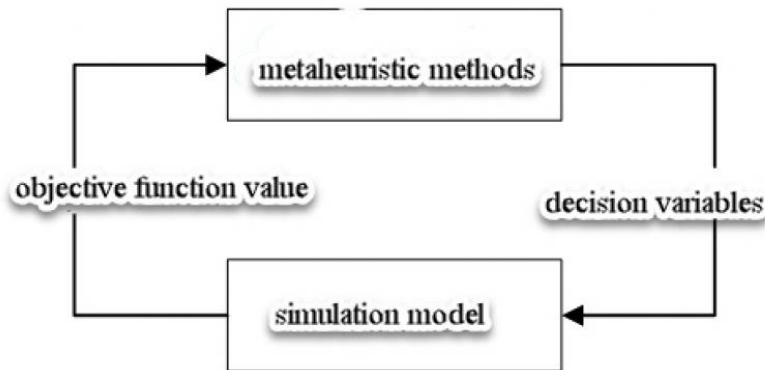 metaheuristic methods
objective function value
decision variables
simulation model